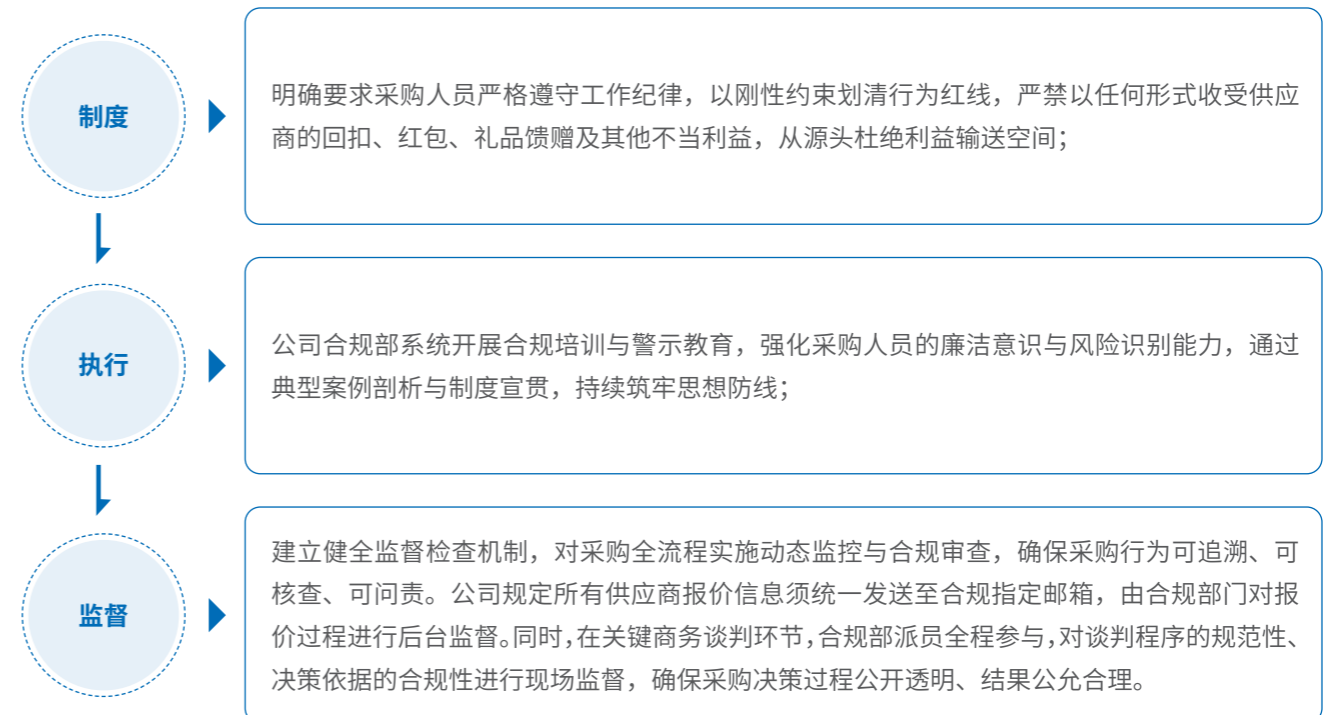 制度
明确要求采购人员严格遵守工作纪律，以刚性约束划清行为红线，严禁以任何形式收受供应
商的回扣、红包、礼品馈赠及其他不当利益，从源头杜绝利益输送空间；
执行
公司合规部系统开展合规培训与警示教育，强化采购人员的廉洁意识与风险识别能力，通过
典型案例剖析与制度宣贯，持续筑牢思想防线；
监督
建立健全监督检查机制，对采购全流程实施动态监控与合规审查，确保采购行为可追溯、可
核查、可问责。公司规定所有供应商报价信息须统一发送至合规指定邮箱，由合规部门对报
价过程进行后台监督。同时，在关键商务谈判环节，合规部派员全程参与，对谈判程序的规范性、
决策依据的合规性进行现场监督，确保采购决策过程公开透明、结果公允合理。